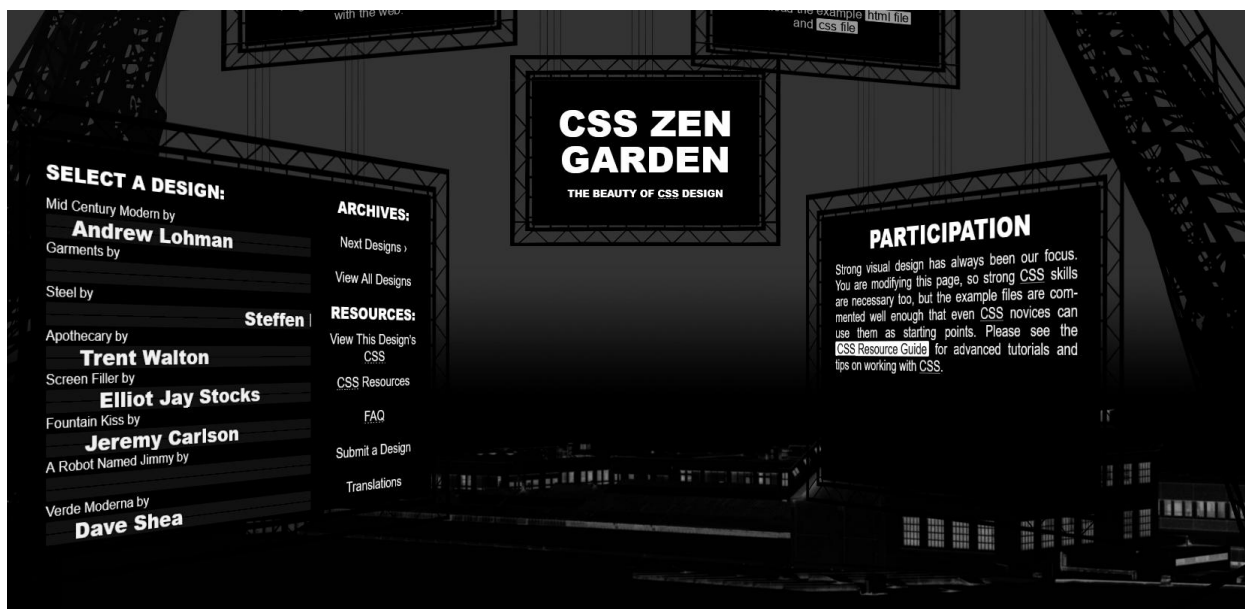 with the web.
read the example html file
and css file
CSS ZEN
GARDEN
THE BEAUTY OF CSS DESIGN
SELECT A DESIGN:
Mid Century Modern by
Andrew Lohman
Garments by
Steel by
Steffen
Apothecary by
Trent Walton
Screen Filler by
Elliot Jay Stocks
Fountain Kiss by
Jeremy Carlson
A Robot Named Jimmy by
Verde Moderna by
Dave Shea
ARCHIVES:
Next Designs ›
View All Designs
RESOURCES:
View This Design's
CSS
CSS Resources
FAQ
Submit a Design
Translations
PARTICIPATION
Strong visual design has always been our focus.
You are modifying this page, so strong CSS skills
are necessary too, but the example files are com-
mented well enough that even CSS novices can
use them as starting points. Please see the
CSS Resource Guide for advanced tutorials and
tips on working with CSS.